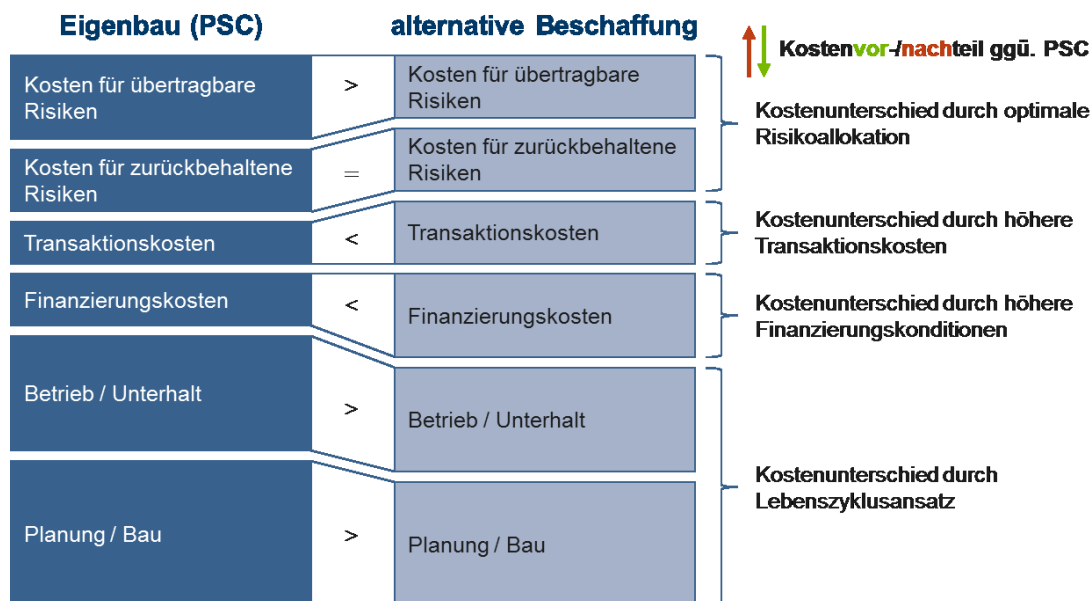 Eigenbau (PSC)
alternative Beschaffung
Kostenvor-/nachteil ggü. PSC
Kosten für übertragbare
Risiken
>
Kosten für übertragbare
Risiken
Kostenunterschied durch optimale
Risikoallokation
Kosten für zurückbehaltene
Risiken
=
Kosten für zurückbehaltene
Risiken
Transaktionskosten
<
Transaktionskosten
Kostenunterschied durch höhere
Transaktionskosten
Finanzierungskosten
<
Finanzierungskosten
Kostenunterschied durch höhere
Finanzierungskonditionen
Betrieb / Unterhalt
>
Betrieb / Unterhalt
Kostenunterschied durch
Lebenszyklusansatz
Planung / Bau
>
Planung / Bau